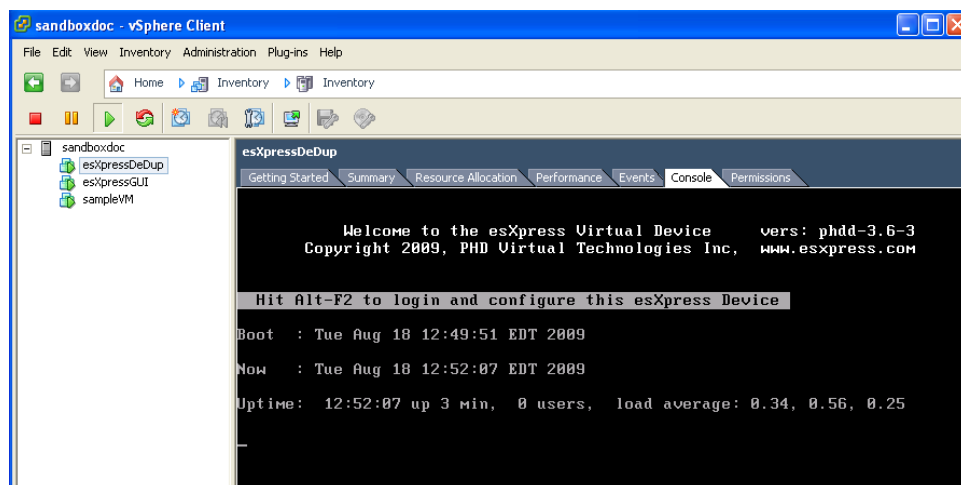 sandboxdoc - vSphere Client
File Edit View Inventory Administration Plug-ins Help
Home Inventory Inventory
sandboxdoc
esXpressDeDup
esXpressGUI
sampleVM
esXpressDeDup
Getting Started Summary Resource Allocation Performance Events Console Permissions
Welcome to the esXpress Virtual Device vers: phdd-3.6-3
Copyright 2009, PHD Virtual Technologies Inc, www.esxpress.com
Hit Alt-F2 to login and configure this esXpress Device
Boot : Tue Aug 18 12:49:51 EDT 2009
Now : Tue Aug 18 12:52:07 EDT 2009
Uptime: 12:52:07 up 3 min, 0 users, load average: 0.34, 0.56, 0.25